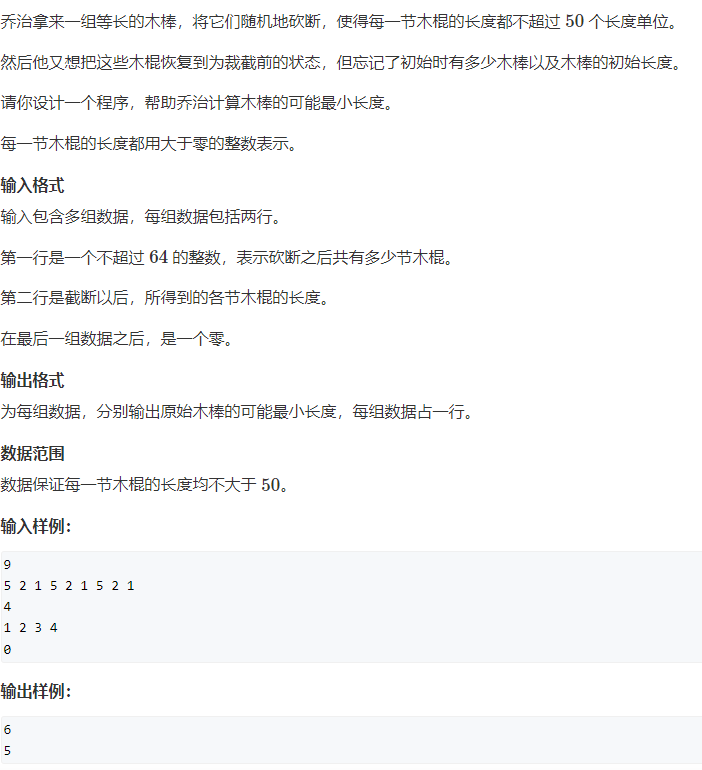 乔治拿来一组等长的木棒，将它们随机地砍断，使得每一节木棍的长度都不超过 50 个长度单位。
然后他又想把这些木棍恢复到为裁截前的状态，但忘记了初始时有多少木棒以及木棒的初始长度。
请你设计一个程序，帮助乔治计算木棒的可能最小长度。
每一节木棍的长度都用大于零的整数表示。
输入格式
输入包含多组数据，每组数据包括两行。
第一行是一个不超过 64 的整数，表示砍断之后共有多少节木棍。
第二行是截断以后，所得到的各节木棍的长度。
在最后一组数据之后，是一个零。
输出格式
为每组数据，分别输出原始木棒的可能最小长度，每组数据占一行。
数据范围
数据保证每一节木棍的长度均不大于 50。
输入样例：
9
5 2 1 5 2 1 5 2 1
4
1 2 3 4
0
输出样例：
6
5